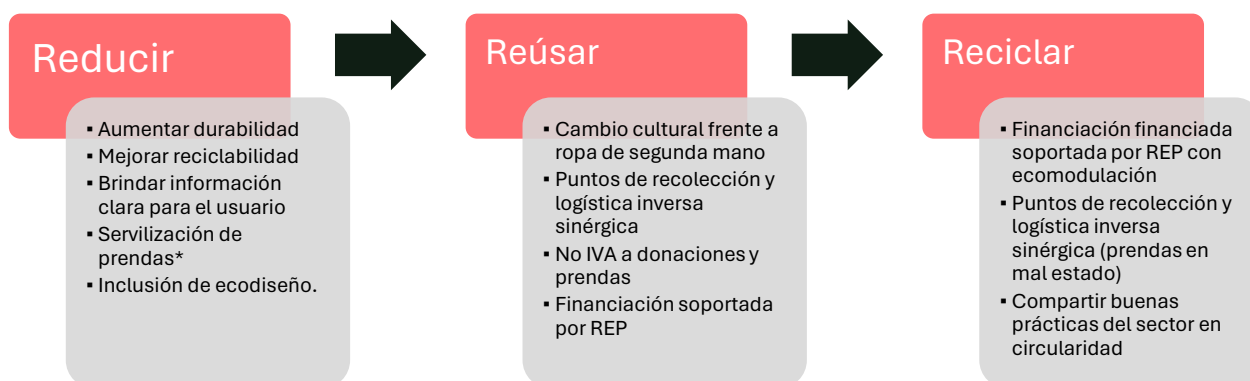 Reducir
▪ Aumentar durabilidad
▪ Mejorar reciclabilidad
▪ Brindar información
clara para el usuario
▪ Servilización de
prendas*
▪ Inclusión de ecodiseño.
Reúsar
▪ Cambio cultural frente a
ropa de segunda mano
▪ Puntos de recolección y
logística inversa
sinérgica
▪ No IVA a donaciones y
prendas
▪ Financiación soportada
por REP
Reciclar
▪ Financiación financiada
soportada por REP con
ecomodulación
▪ Puntos de recolección y
logística inversa
sinérgica (prendas en
mal estado)
▪ Compartir buenas
prácticas del sector en
circularidad